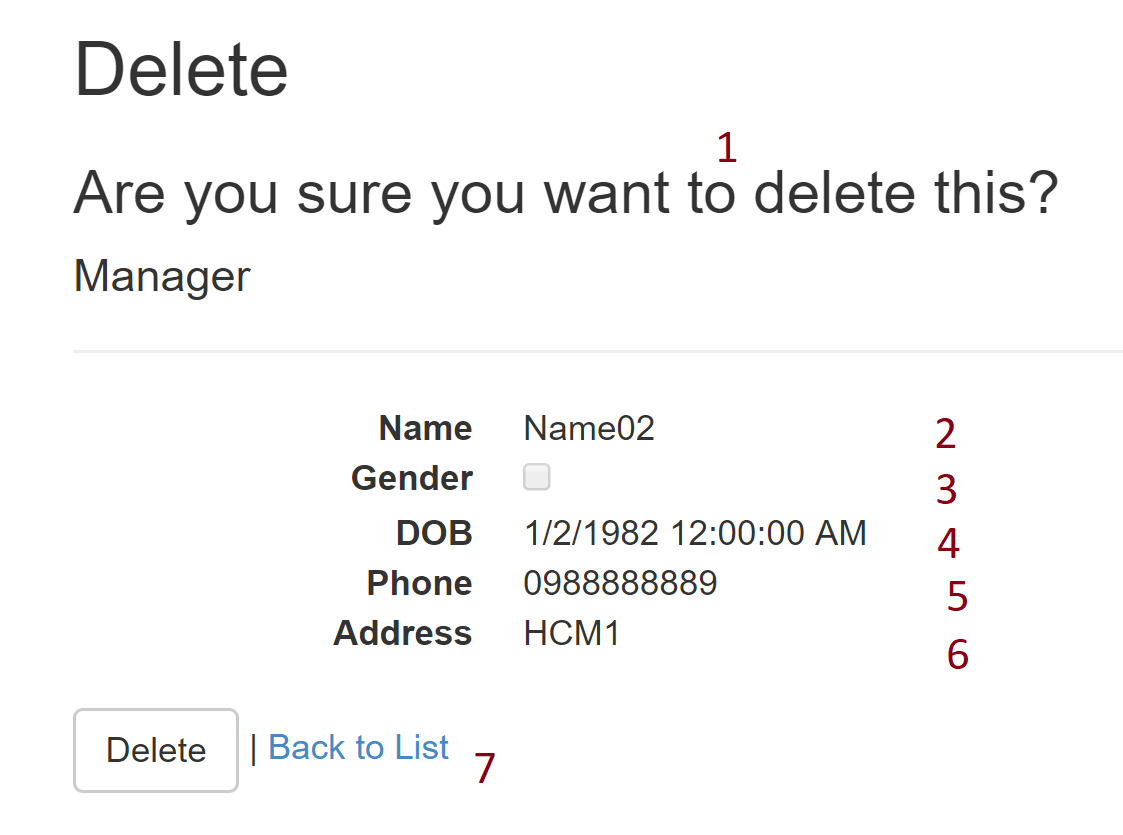 Delete
1
Are you sure you want to delete this?
Manager
Name Name02 2
Gender 3
DOB 1/2/1982 12:00:00 AM 4
Phone 0988888889 5
Address HCM1 6
Delete | Back to List 7